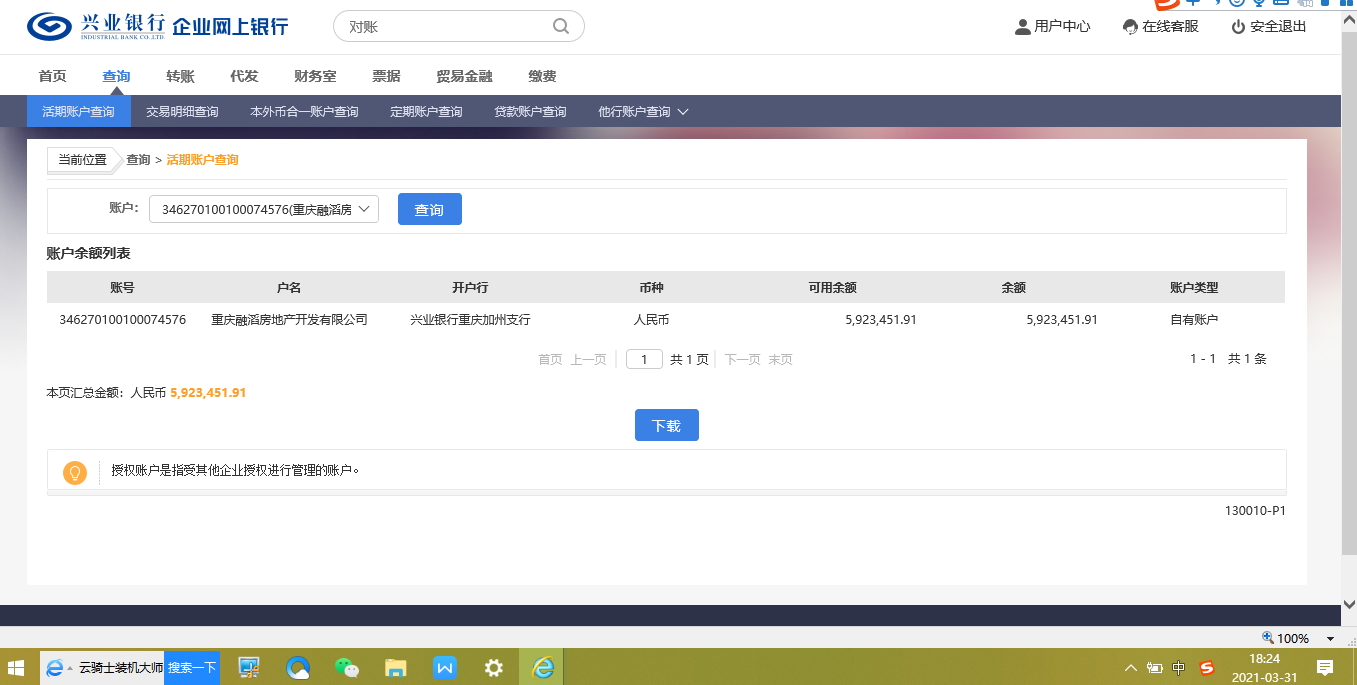 兴业银行 企业网上银行
INDUSTRIAL BANK CO.,LTD.
对账
用户中心 在线客服 安全退出
首页 查询 转账 代发 财务室 票据 贸易金融 缴费
活期账户查询 交易明细查询 本外币合一账户查询 定期账户查询 贷款账户查询 他行账户查询
当前位置 查询 > 活期账户查询
账户： 346270100100074576(重庆融滔房 查询
账户余额列表
账号 户名 开户行 币种 可用余额 余额 账户类型
346270100100074576 重庆融滔房地产开发有限公司 兴业银行重庆加州支行 人民币 5,923,451.91 5,923,451.91 自有账户
首页 上一页 1 共 1 页 下一页 末页 1 - 1 共 1 条
本页汇总金额：人民币 5,923,451.91
下载
授权账户是指受其他企业授权进行管理的账户。
130010-P1
100%
云骑士装机大师 搜索一下 中 18:24
2021-03-31